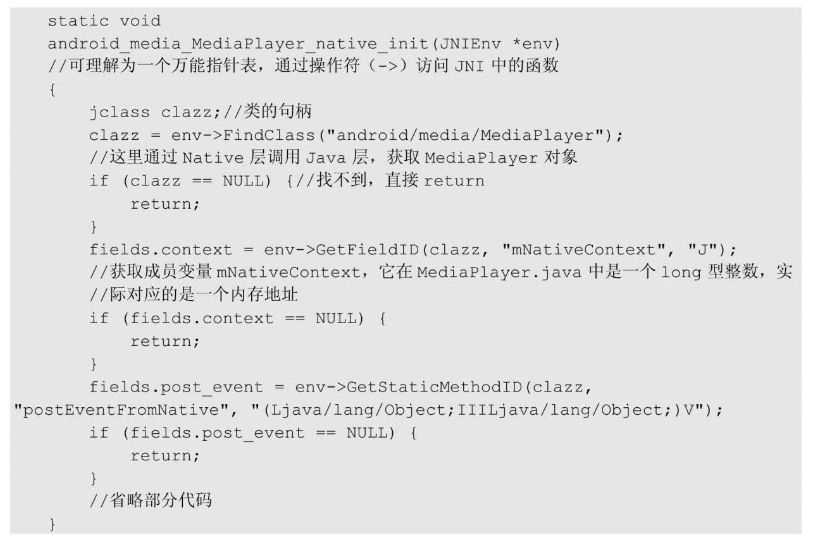 static void
android_media_MediaPlayer_native_init(JNIEnv *env)
//可理解为一个万能指针表，通过操作符（->）访问 JNI 中的函数
{
jclass clazz;//类的句柄
clazz = env->FindClass("android/media/MediaPlayer");
//这里通过 Native 层调用 Java 层，获取 MediaPlayer 对象
if (clazz == NULL) {//找不到，直接 return
return;
}
fields.context = env->GetFieldID(clazz, "mNativeContext", "J");
//获取成员变量 mNativeContext，它在 MediaPlayer.java 中是一个 long 型整数，实
//际对应的是一个内存地址
if (fields.context == NULL) {
return;
}
fields.post_event = env->GetStaticMethodID(clazz,
"postEventFromNative", "(Ljava/lang/Object;IIILjava/lang/Object;)V");
if (fields.post_event == NULL) {
return;
}
//省略部分代码
}